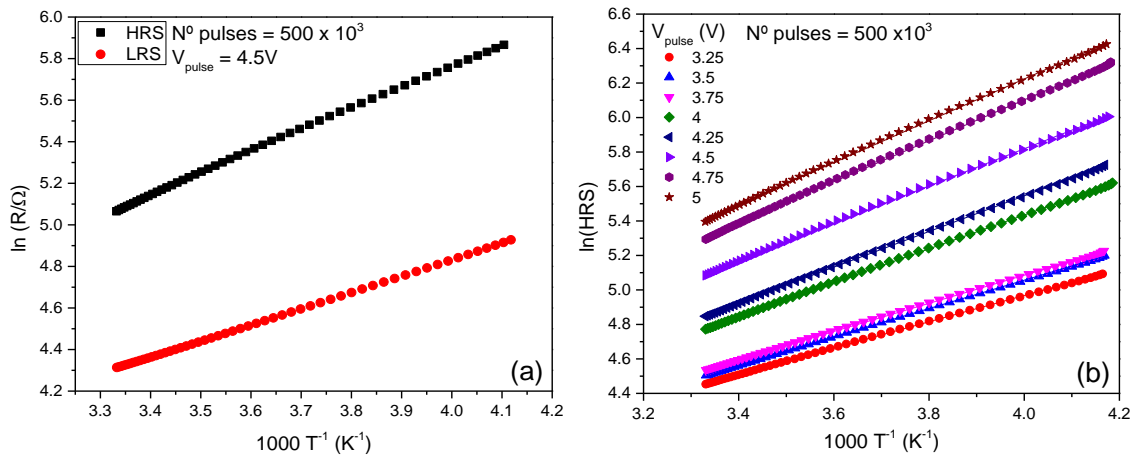 HRS
LRS
Nº pulses = 500 x 10³
V_pulse = 4.5V
6.0
5.8
5.6
5.4
5.2
5.0
4.8
4.6
4.4
4.2
ln (R/Ω)
3.3 3.4 3.5 3.6 3.7 3.8 3.9 4.0 4.1 4.2
1000 T⁻¹ (K⁻¹)
(a)
V_pulse (V)
Nº pulses = 500 x10³
3.25
3.5
3.75
4
4.25
4.5
4.75
5
6.6
6.4
6.2
6.0
5.8
5.6
5.4
5.2
5.0
4.8
4.6
4.4
ln(HRS)
3.2 3.4 3.6 3.8 4.0 4.2
1000 T⁻¹ (K⁻¹)
(b)